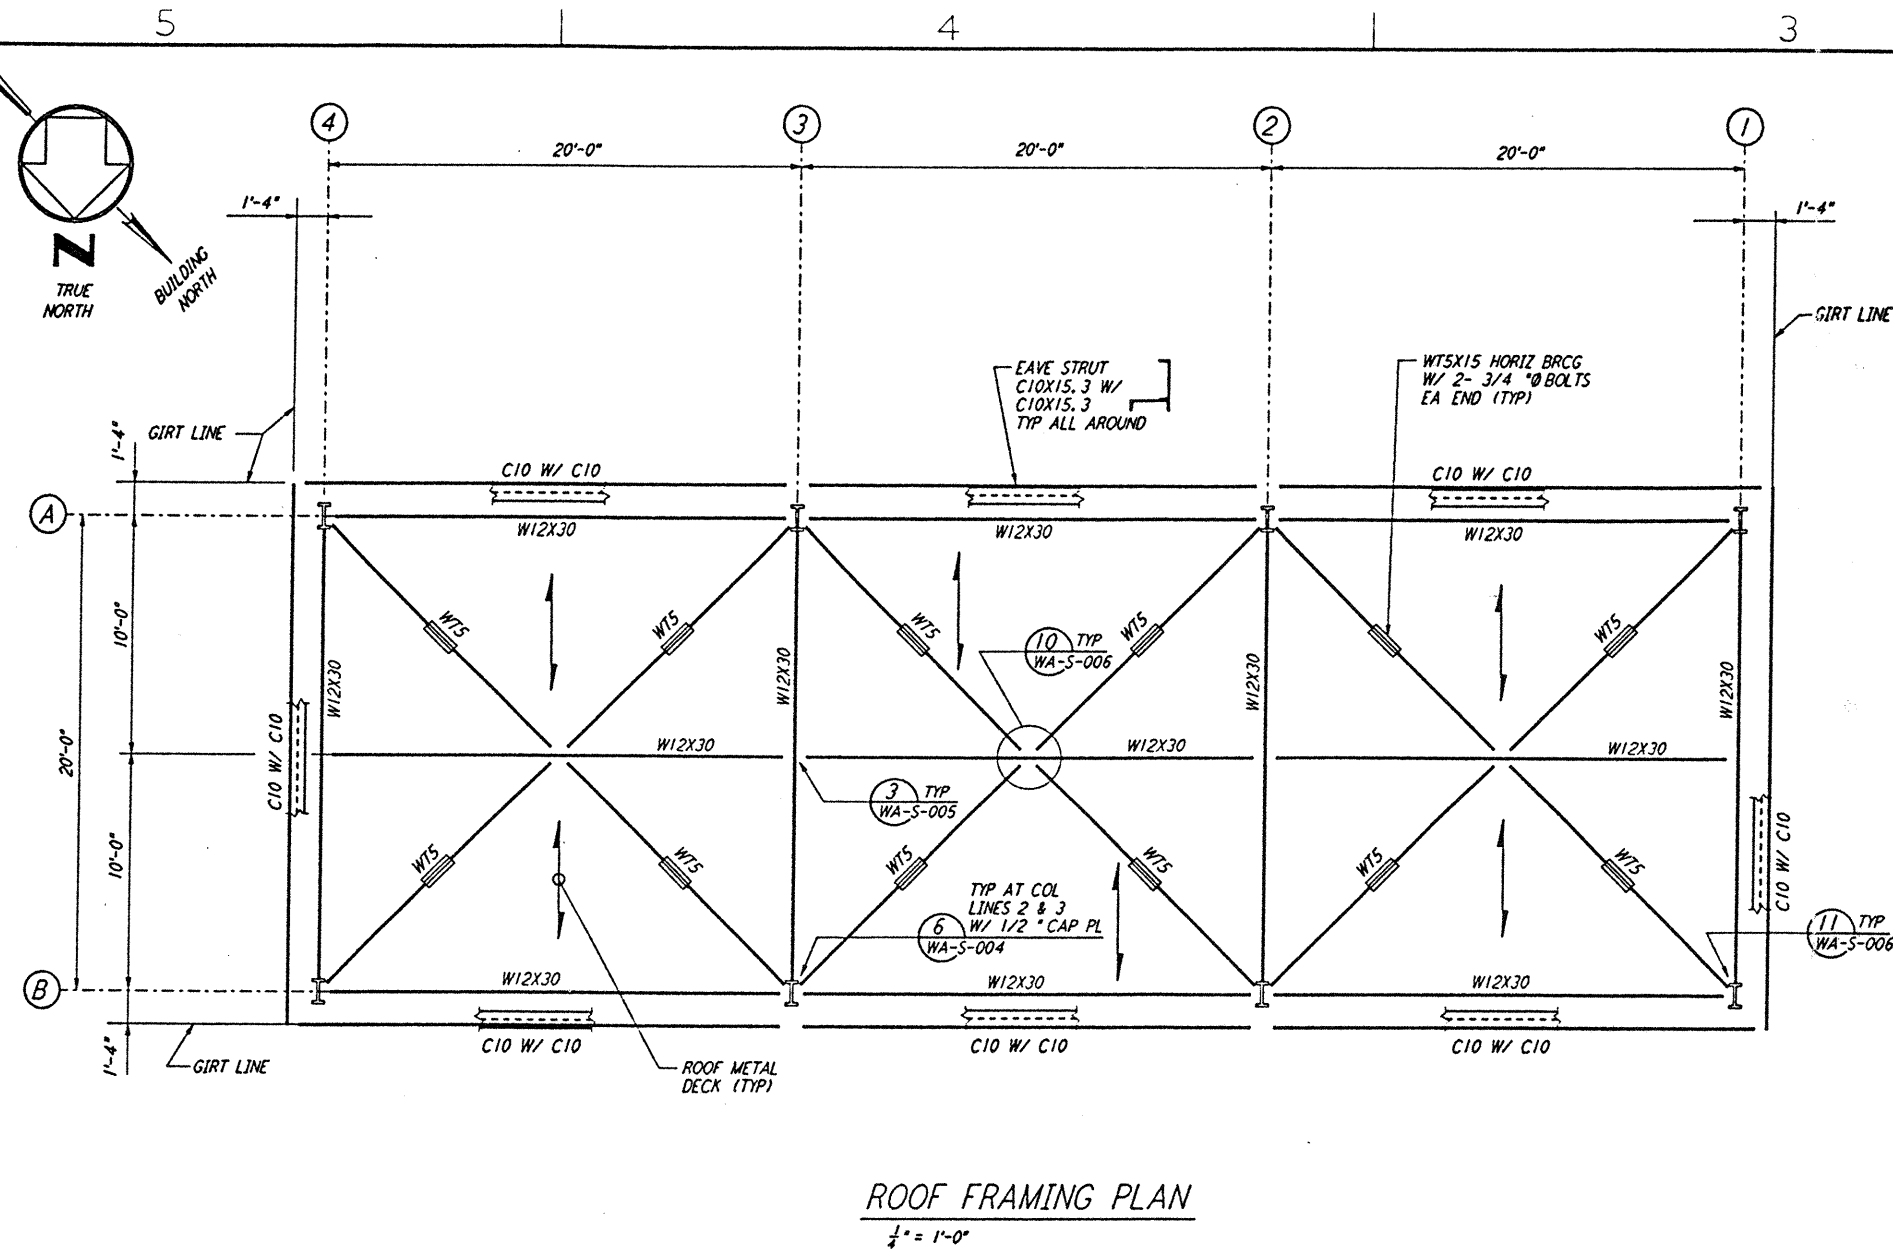 5
4
3
4
3
2
1
20'-0"
20'-0"
20'-0"
1'-4"
1'-4"
N
TRUE
NORTH
BUILDING
NORTH
GIRT LINE
EAVE STRUT
C10X15.3 W/
C10X15.3
TYP ALL AROUND
WT5X15 HORIZ BRCG
W/ 2- 3/4 "Ø BOLTS
EA END (TYP)
GIRT LINE
1'-4"
C10 W/ C10
C10 W/ C10
A
W12X30
W12X30
W12X30
WT5
WT5
WT5
WT5
WT5
10'-0"
10 TYP
WA-S-006
W12X30
W12X30
W12X30
W12X30
20'-0"
C10 W/ C10
W12X30
W12X30
W12X30
3 TYP
WA-S-005
10'-0"
WT5
WT5
WT5
WT5
WT5
WT5
C10 W/ C10
TYP AT COL
LINES 2 & 3
W/ 1/2 " CAP PL
6
WA-S-004
11 TYP
WA-S-006
B
W12X30
W12X30
W12X30
1'-4"
GIRT LINE
C10 W/ C10
C10 W/ C10
C10 W/ C10
ROOF METAL
DECK (TYP)
ROOF FRAMING PLAN
1/4" = 1'-0"